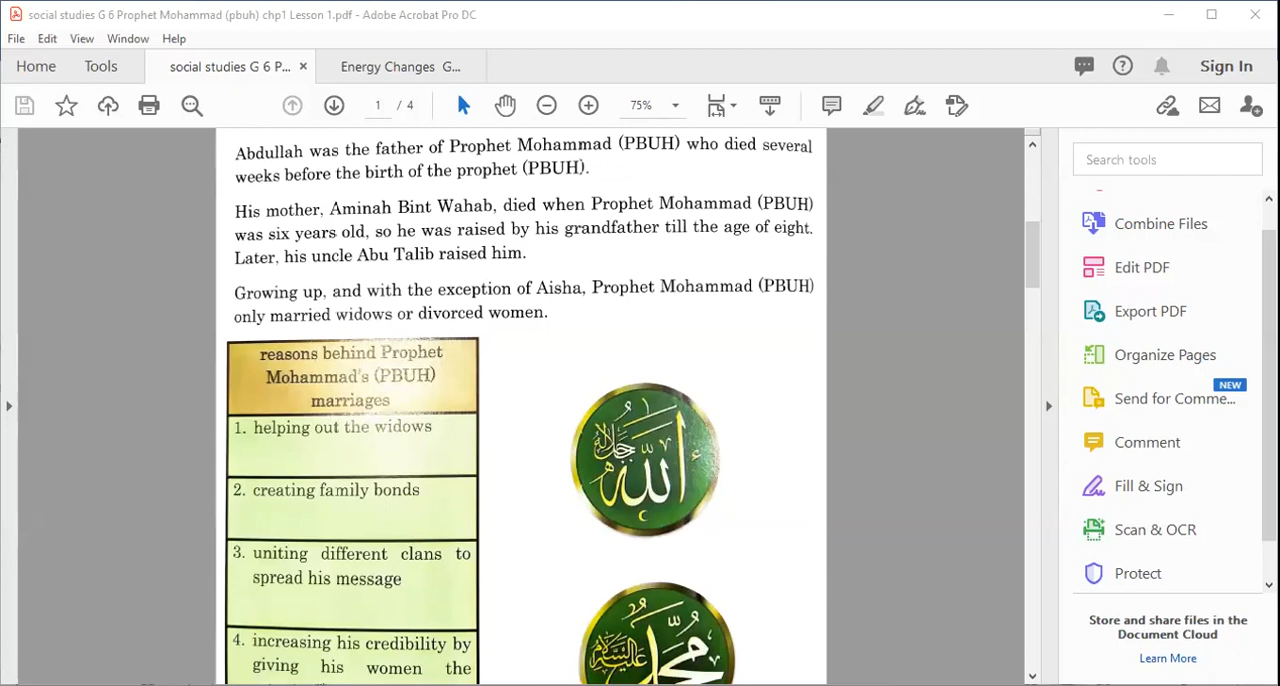 social studies G 6 Prophet Mohammad (pbuh) chp1 Lesson 1.pdf - Adobe Acrobat Pro DC
File Edit View Window Help
Home Tools social studies G 6 P... × Energy Changes G... Sign In
1 / 4 75%
Abdullah was the father of Prophet Mohammad (PBUH) who died several
weeks before the birth of the prophet (PBUH).
His mother, Aminah Bint Wahab, died when Prophet Mohammad (PBUH)
was six years old, so he was raised by his grandfather till the age of eight.
Later, his uncle Abu Talib raised him.
Growing up, and with the exception of Aisha, Prophet Mohammad (PBUH)
only married widows or divorced women.
reasons behind Prophet
Mohammad's (PBUH)
marriages
1. helping out the widows
2. creating family bonds
3. uniting different clans to
spread his message
4. increasing his credibility by
giving his women the
الله جل جلاله
محمد عليه السلام
Search tools
Combine Files
Edit PDF
Export PDF
Organize Pages
NEW
Send for Comme...
Comment
Fill & Sign
Scan & OCR
Protect
Store and share files in the
Document Cloud
Learn More